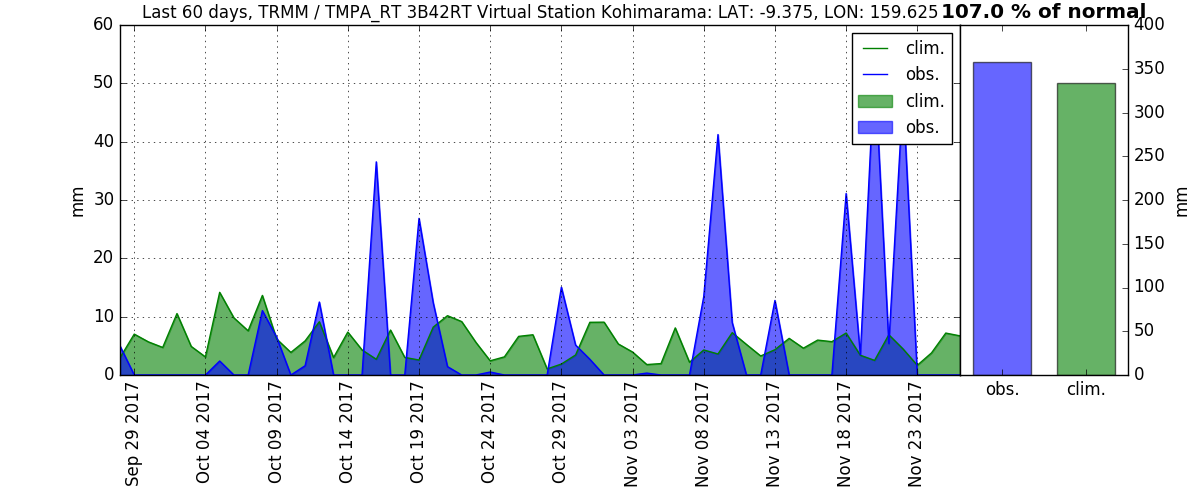 Last 60 days, TRMM / TMPA_RT 3B42RT Virtual Station Kohimarama: LAT: -9.375, LON: 159.625
107.0 % of normal
60
50
40
30
20
10
0
mm
clim.
obs.
clim.
obs.
400
350
300
250
200
150
100
50
0
mm
obs.
clim.
Sep 29 2017
Oct 04 2017
Oct 09 2017
Oct 14 2017
Oct 19 2017
Oct 24 2017
Oct 29 2017
Nov 03 2017
Nov 08 2017
Nov 13 2017
Nov 18 2017
Nov 23 2017